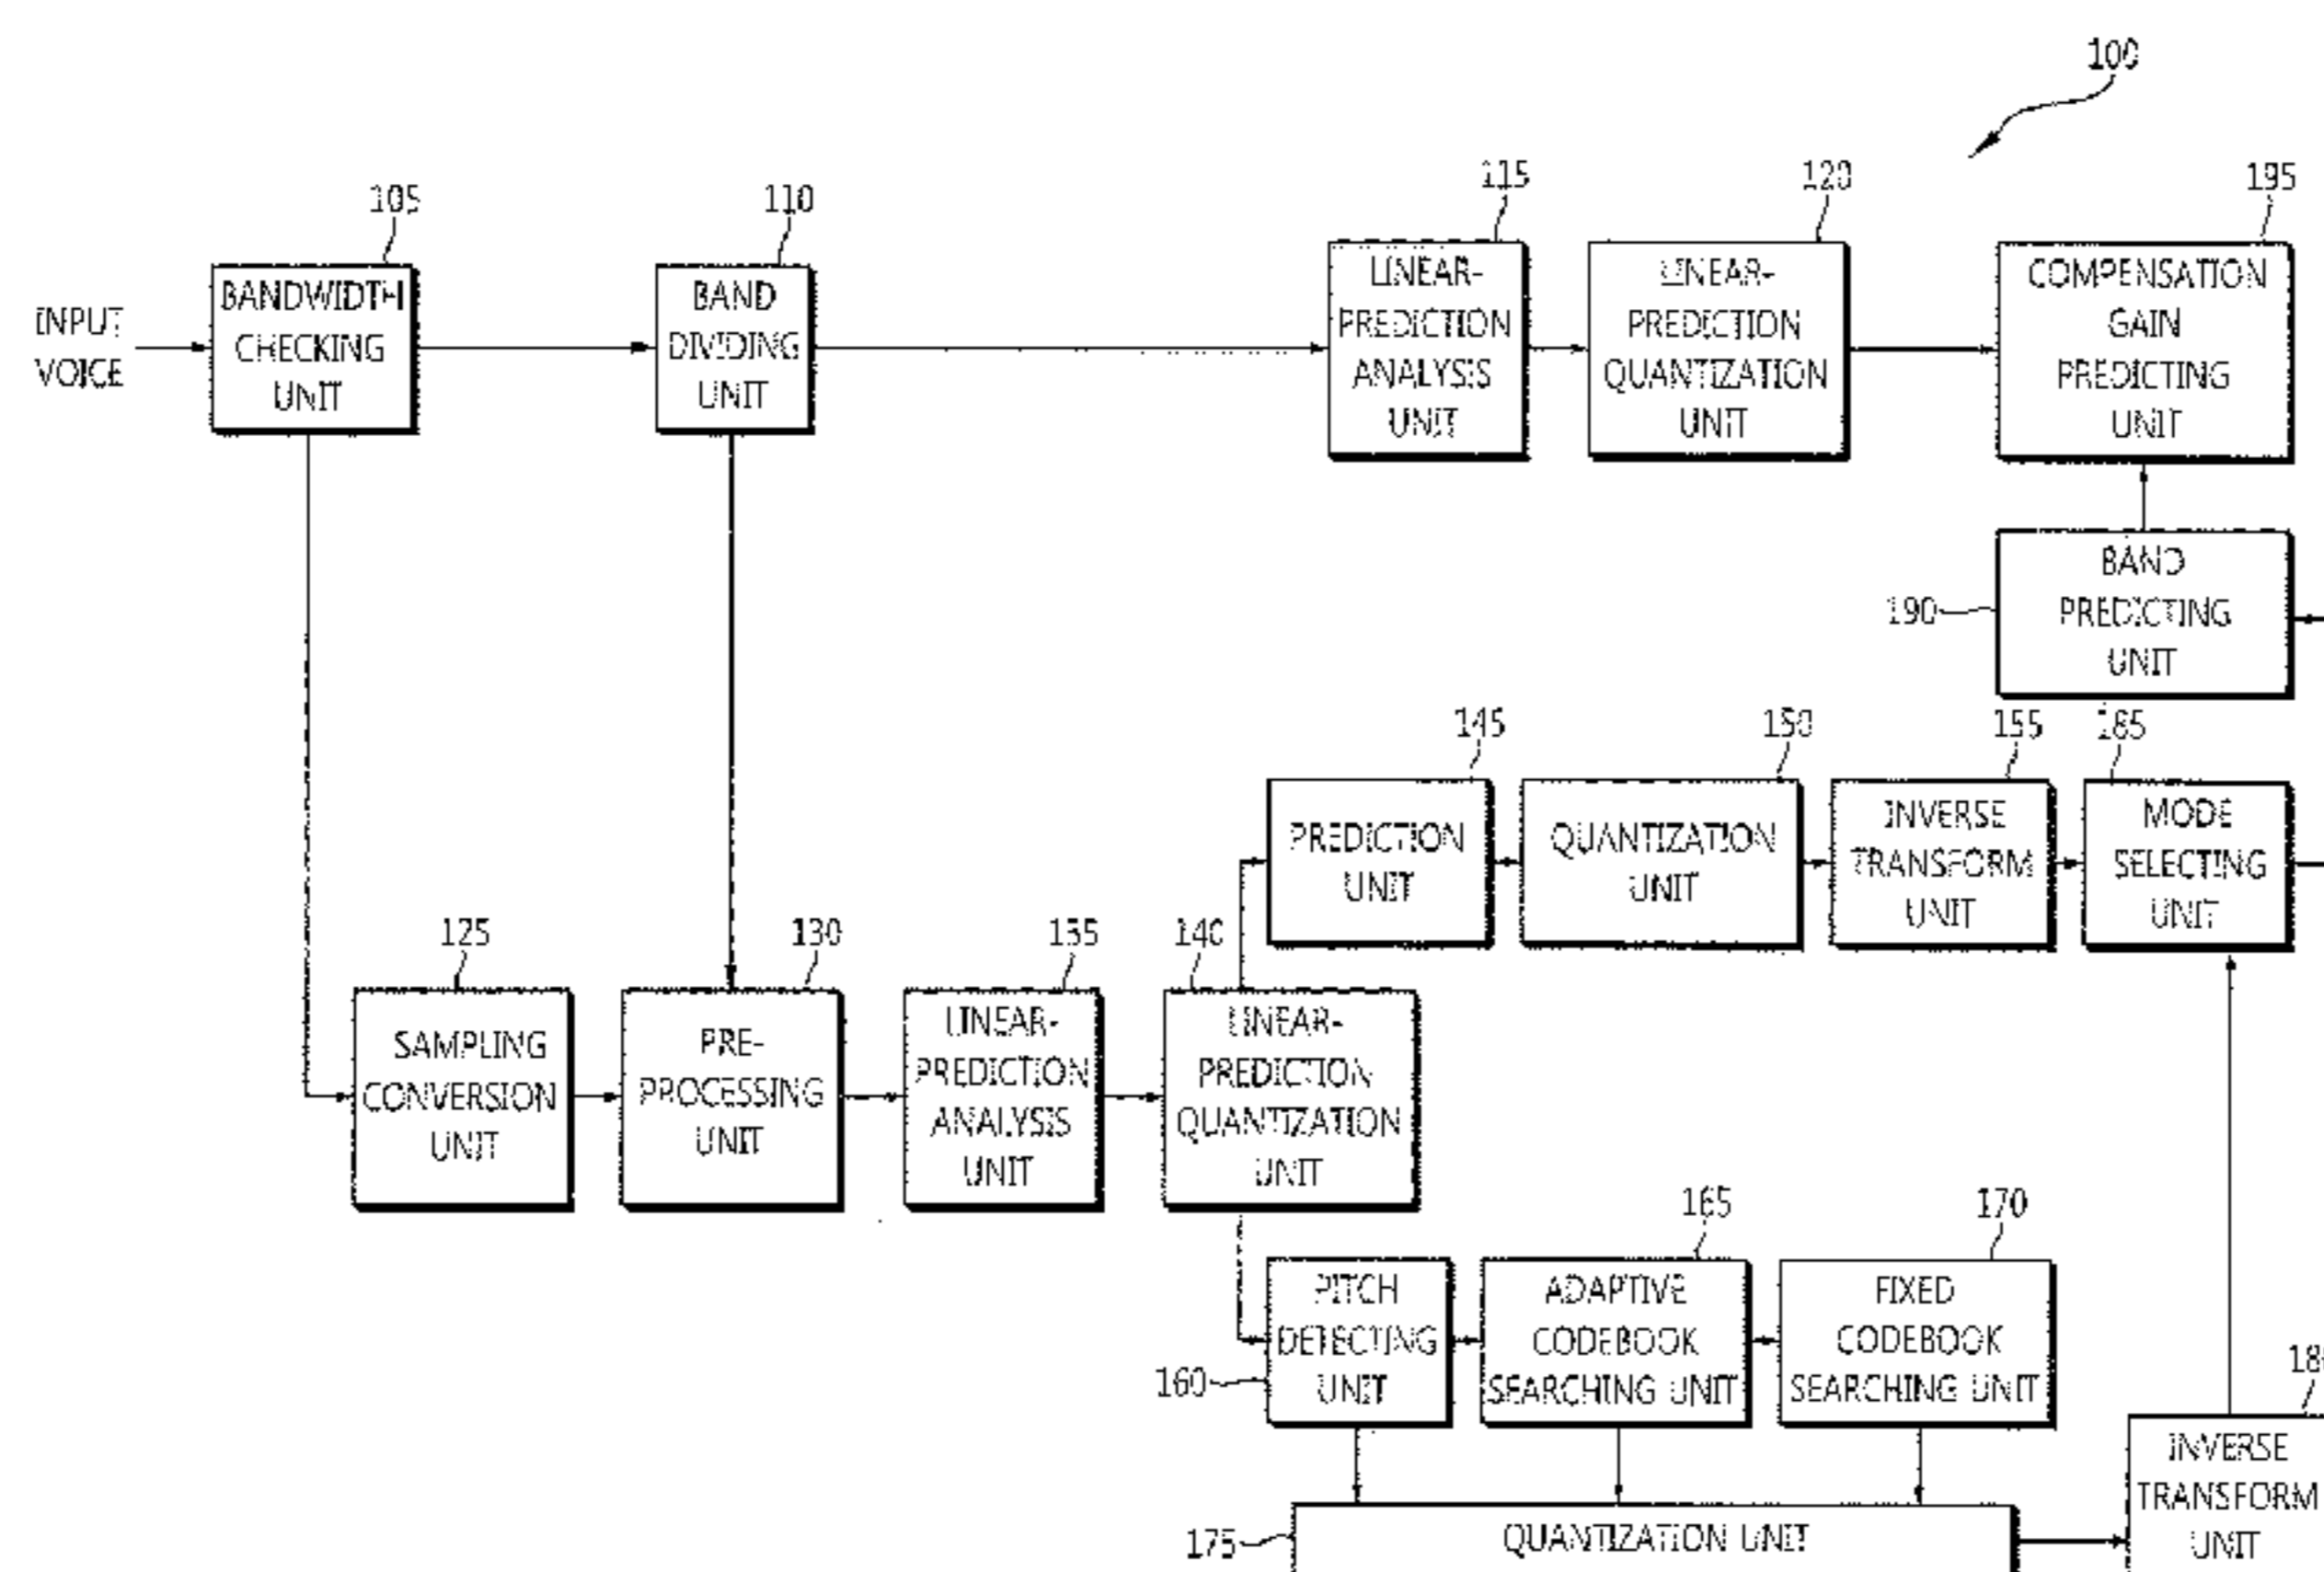 100
105
110
115
120
195
INPUT
VOICE
BANDWIDTH
CHECKING
UNIT
BAND
DIVIDING
UNIT
LINEAR-
PREDICTION
ANALYSIS
UNIT
LINEAR-
PREDICTION
QUANTIZATION
UNIT
COMPENSATION
GAIN
PREDICTING
UNIT
190
BAND
PREDICTING
UNIT
145
150
155
185
PREDICTION
UNIT
QUANTIZATION
UNIT
INVERSE
TRANSFORM
UNIT
MODE
SELECTING
UNIT
125
130
135
140
SAMPLING
CONVERSION
UNIT
PRE-
PROCESSING
UNIT
LINEAR-
PREDICTION
ANALYSIS
UNIT
LINEAR-
PREDICTION
QUANTIZATION
UNIT
160
165
170
PITCH
DETECTING
UNIT
ADAPTIVE
CODEBOOK
SEARCHING UNIT
FIXED
CODEBOOK
SEARCHING UNIT
175
QUANTIZATION UNIT
INVERSE
TRANSFORM
UNIT